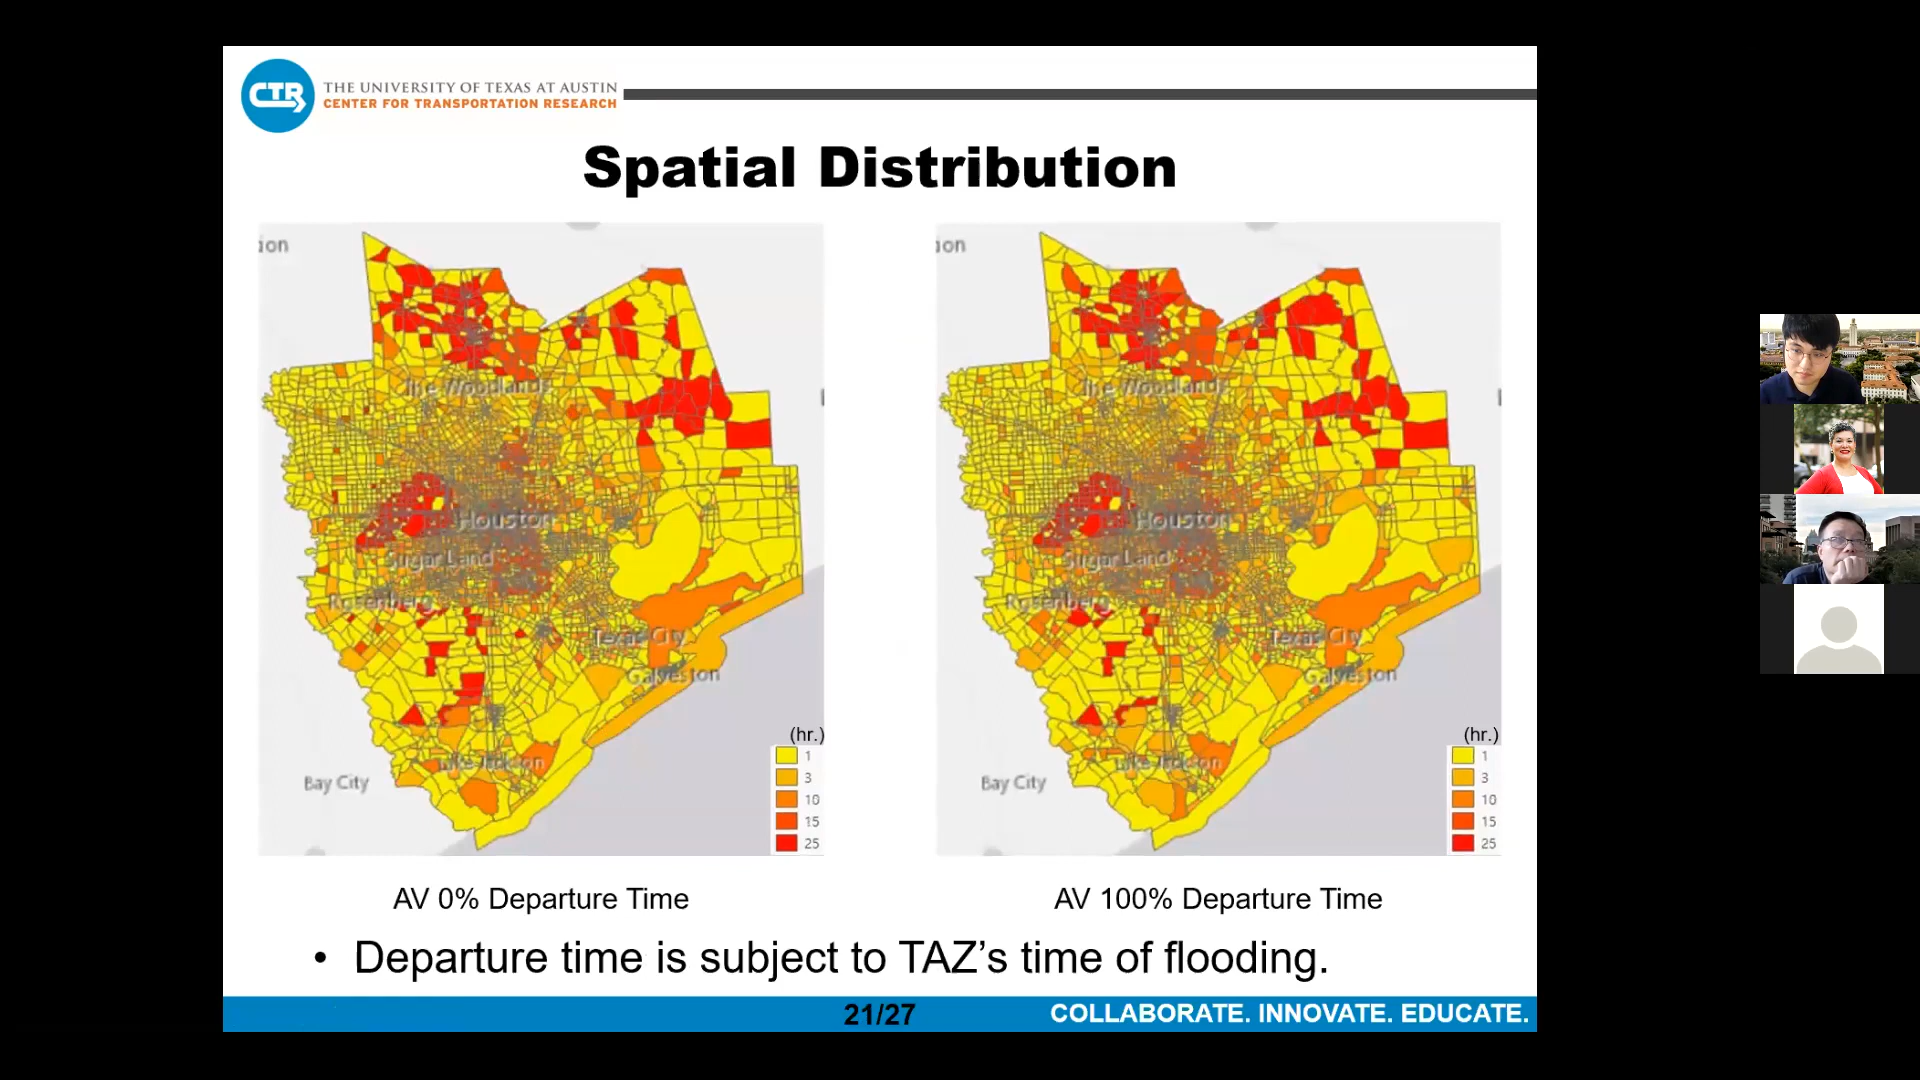 CTR
THE UNIVERSITY OF TEXAS AT AUSTIN
CENTER FOR TRANSPORTATION RESEARCH
Spatial Distribution
ion
The Woodlands
Houston
Sugar Land
Rosenberg
Texas City
Galveston
Lake Jackson
Bay City
(hr.)
1
3
10
15
25
ion
The Woodlands
Houston
Sugar Land
Rosenberg
Texas City
Galveston
Lake Jackson
Bay City
(hr.)
1
3
10
15
25
AV 0% Departure Time
AV 100% Departure Time
• Departure time is subject to TAZ’s time of flooding.
21/27
COLLABORATE. INNOVATE. EDUCATE.